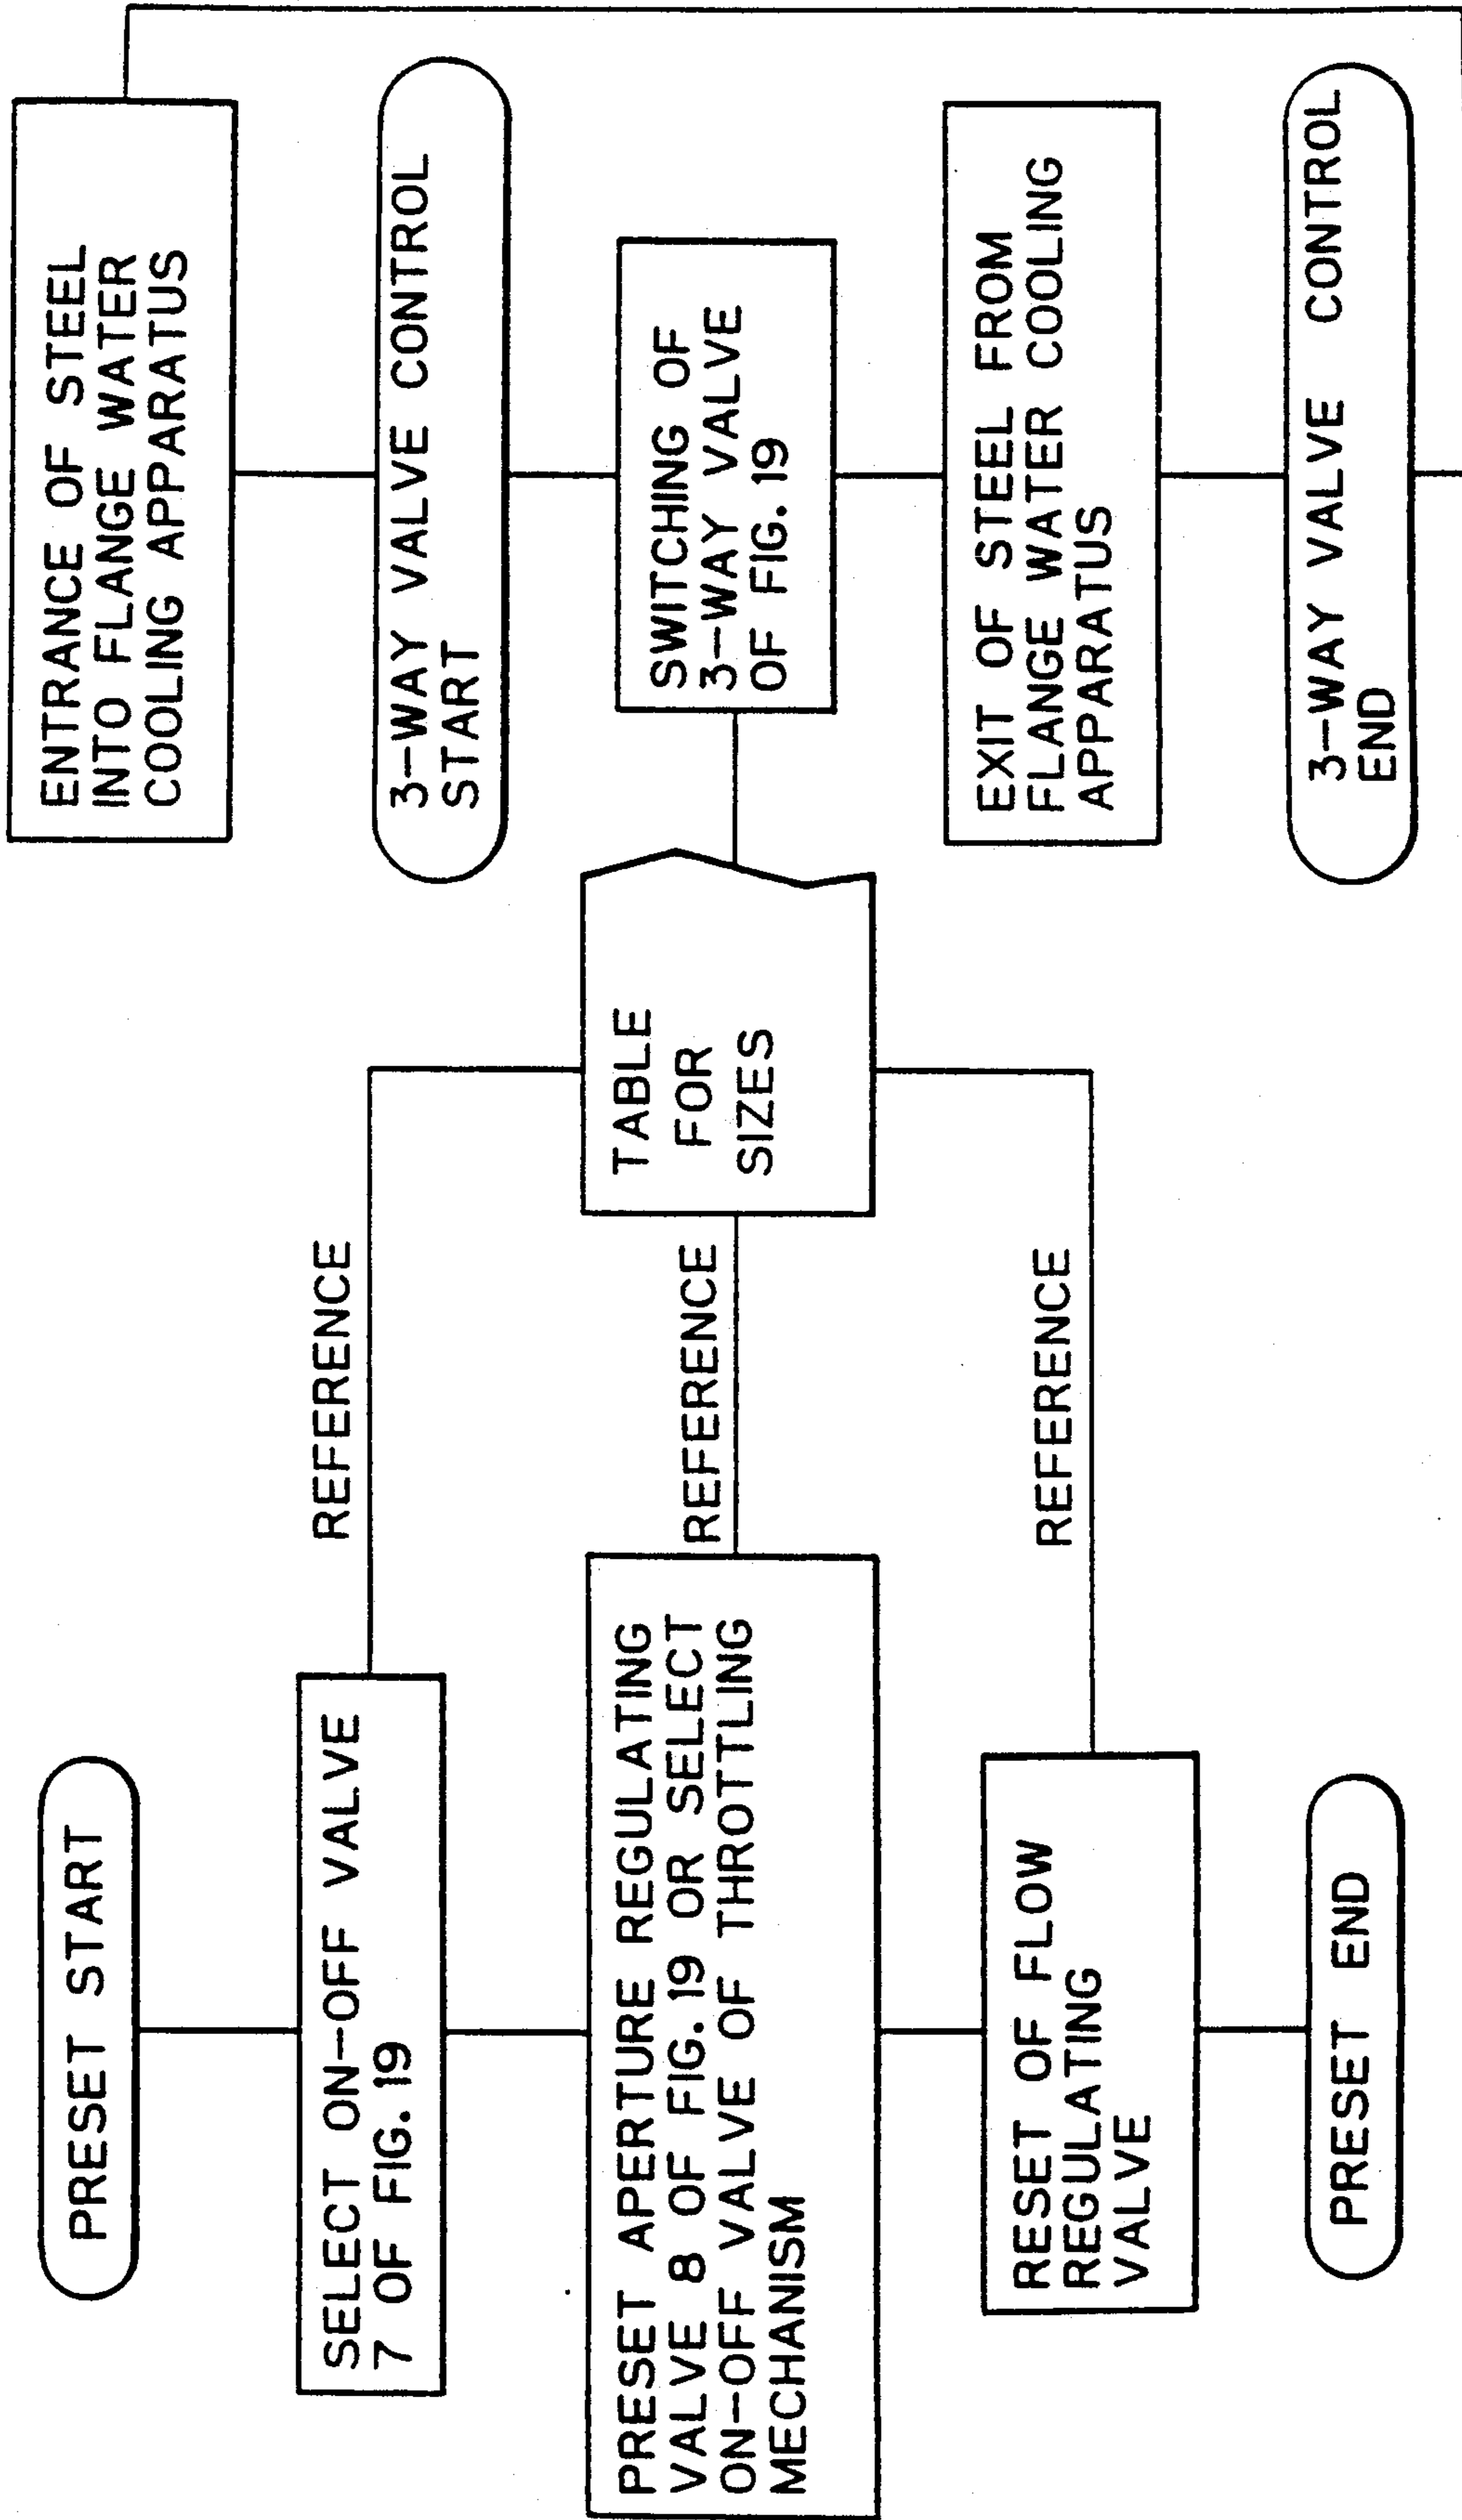 PRESET START
SELECT ON-OFF VALVE
7 OF FIG. 19
PRESET APERTURE REGULATING
VALVE 8 OF FIG. 19 OR SELECT
ON-OFF VALVE OF THROTTLING
MECHANISM
RESET OF FLOW
REGULATING
VALVE
PRESET END
REFERENCE
REFERENCE
REFERENCE
TABLE
FOR
SIZES
ENTRANCE OF STEEL
INTO FLANGE WATER
COOLING APPARATUS
3-WAY VALVE CONTROL
START
SWITCHING OF
3-WAY VALVE
OF FIG. 19
EXIT OF STEEL FROM
FLANGE WATER COOLING
APPARATUS
3-WAY VALVE CONTROL
END